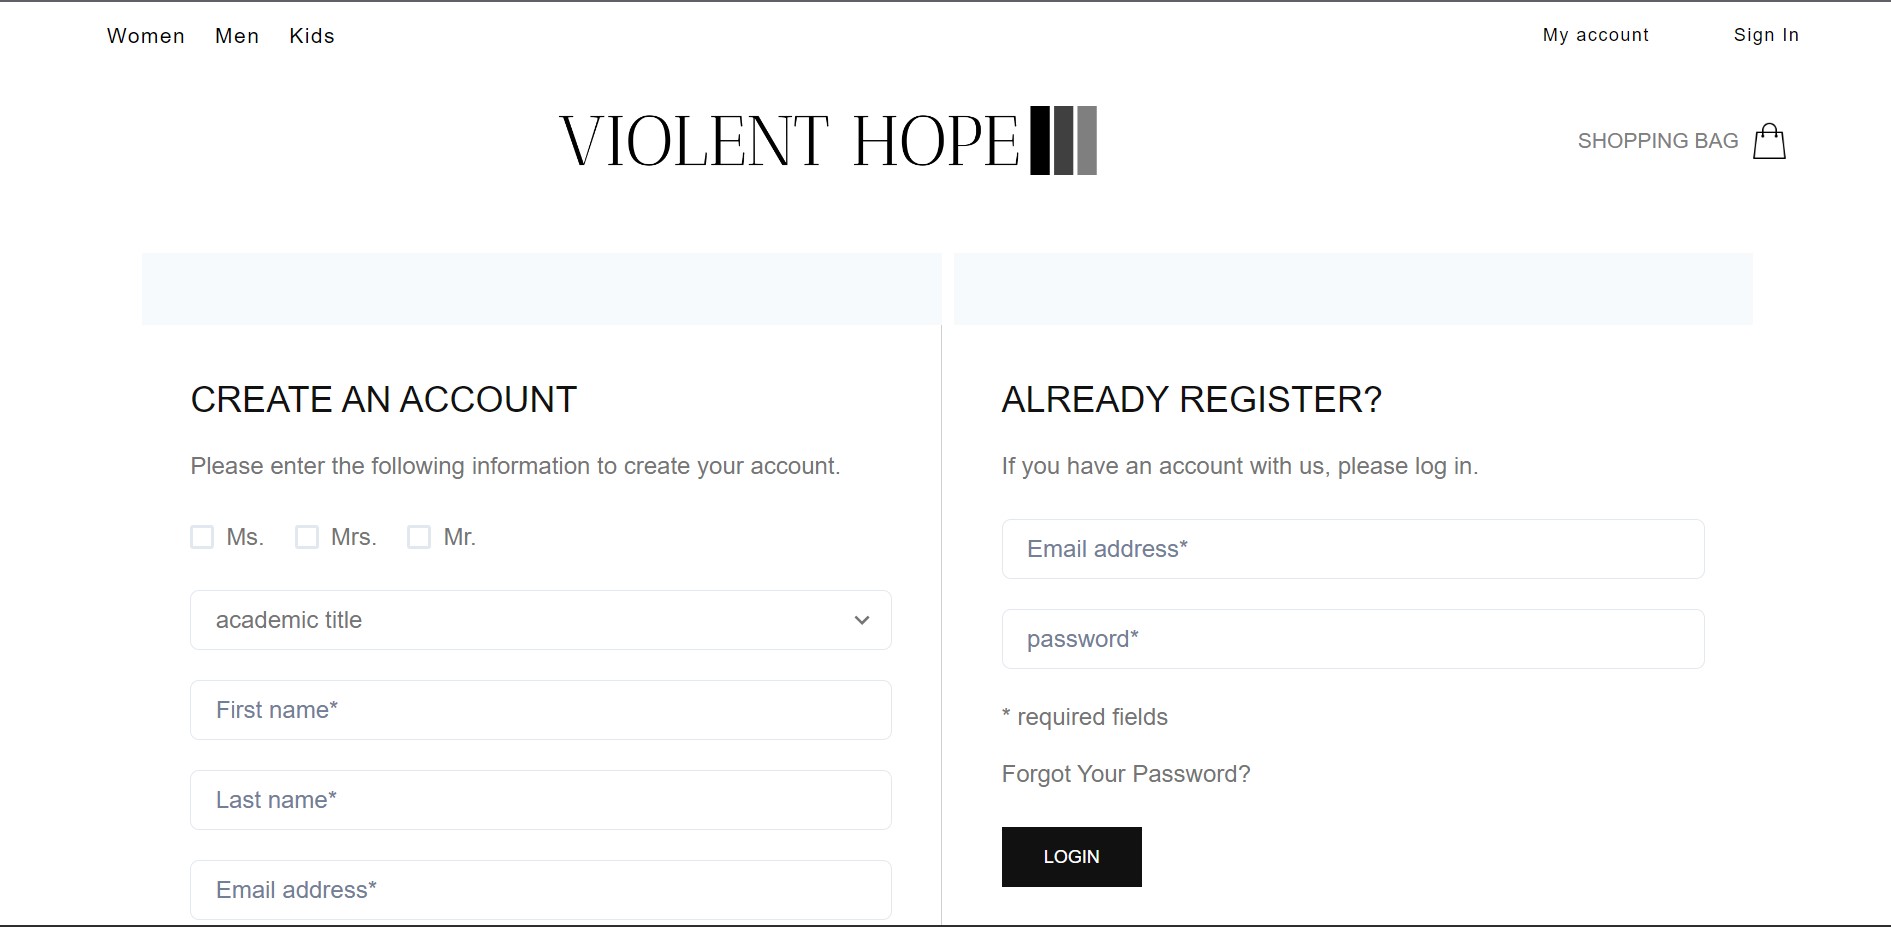 Women Men Kids
My account Sign In
VIOLENT HOPE
SHOPPING BAG
CREATE AN ACCOUNT
Please enter the following information to create your account.
Ms. Mrs. Mr.
academic title
First name*
Last name*
Email address*
ALREADY REGISTER?
If you have an account with us, please log in.
Email address*
password*
* required fields
Forgot Your Password?
LOGIN